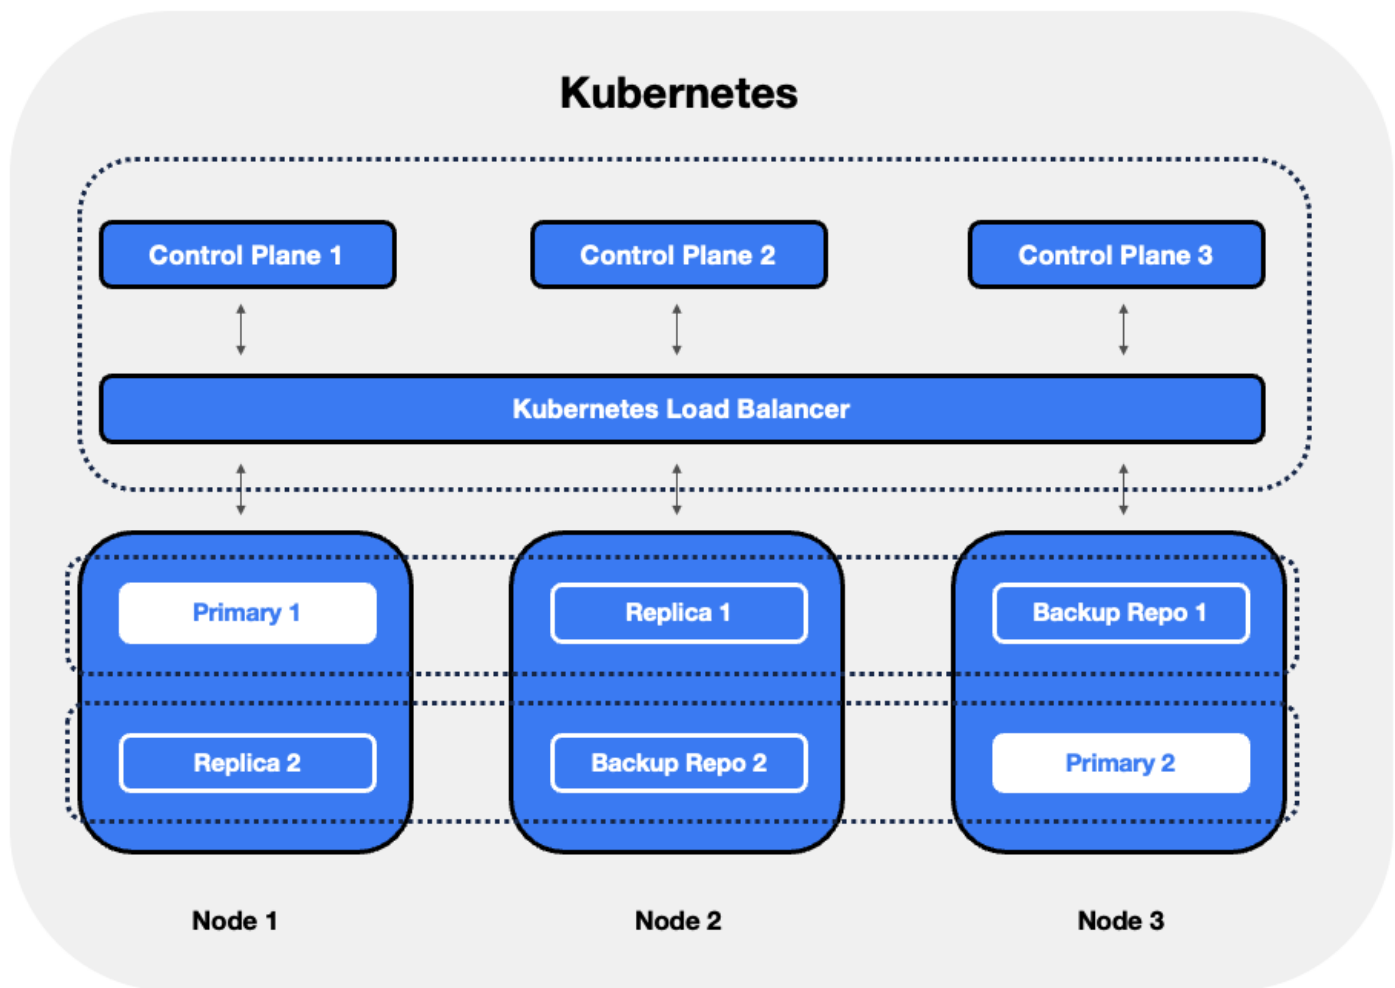 Kubernetes
Control Plane 1
Control Plane 2
Control Plane 3
Kubernetes Load Balancer
Primary 1
Replica 1
Backup Repo 1
Replica 2
Backup Repo 2
Primary 2
Node 1
Node 2
Node 3